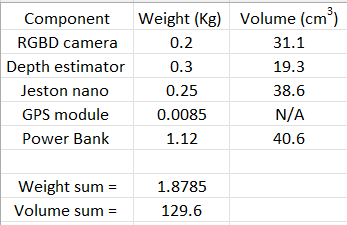 Component Weight (Kg) Volume (cm³)
RGBD camera 0.2 31.1
Depth estimator 0.3 19.3
Jeston nano 0.25 38.6
GPS module 0.0085 N/A
Power Bank 1.12 40.6
Weight sum = 1.8785
Volume sum = 129.6